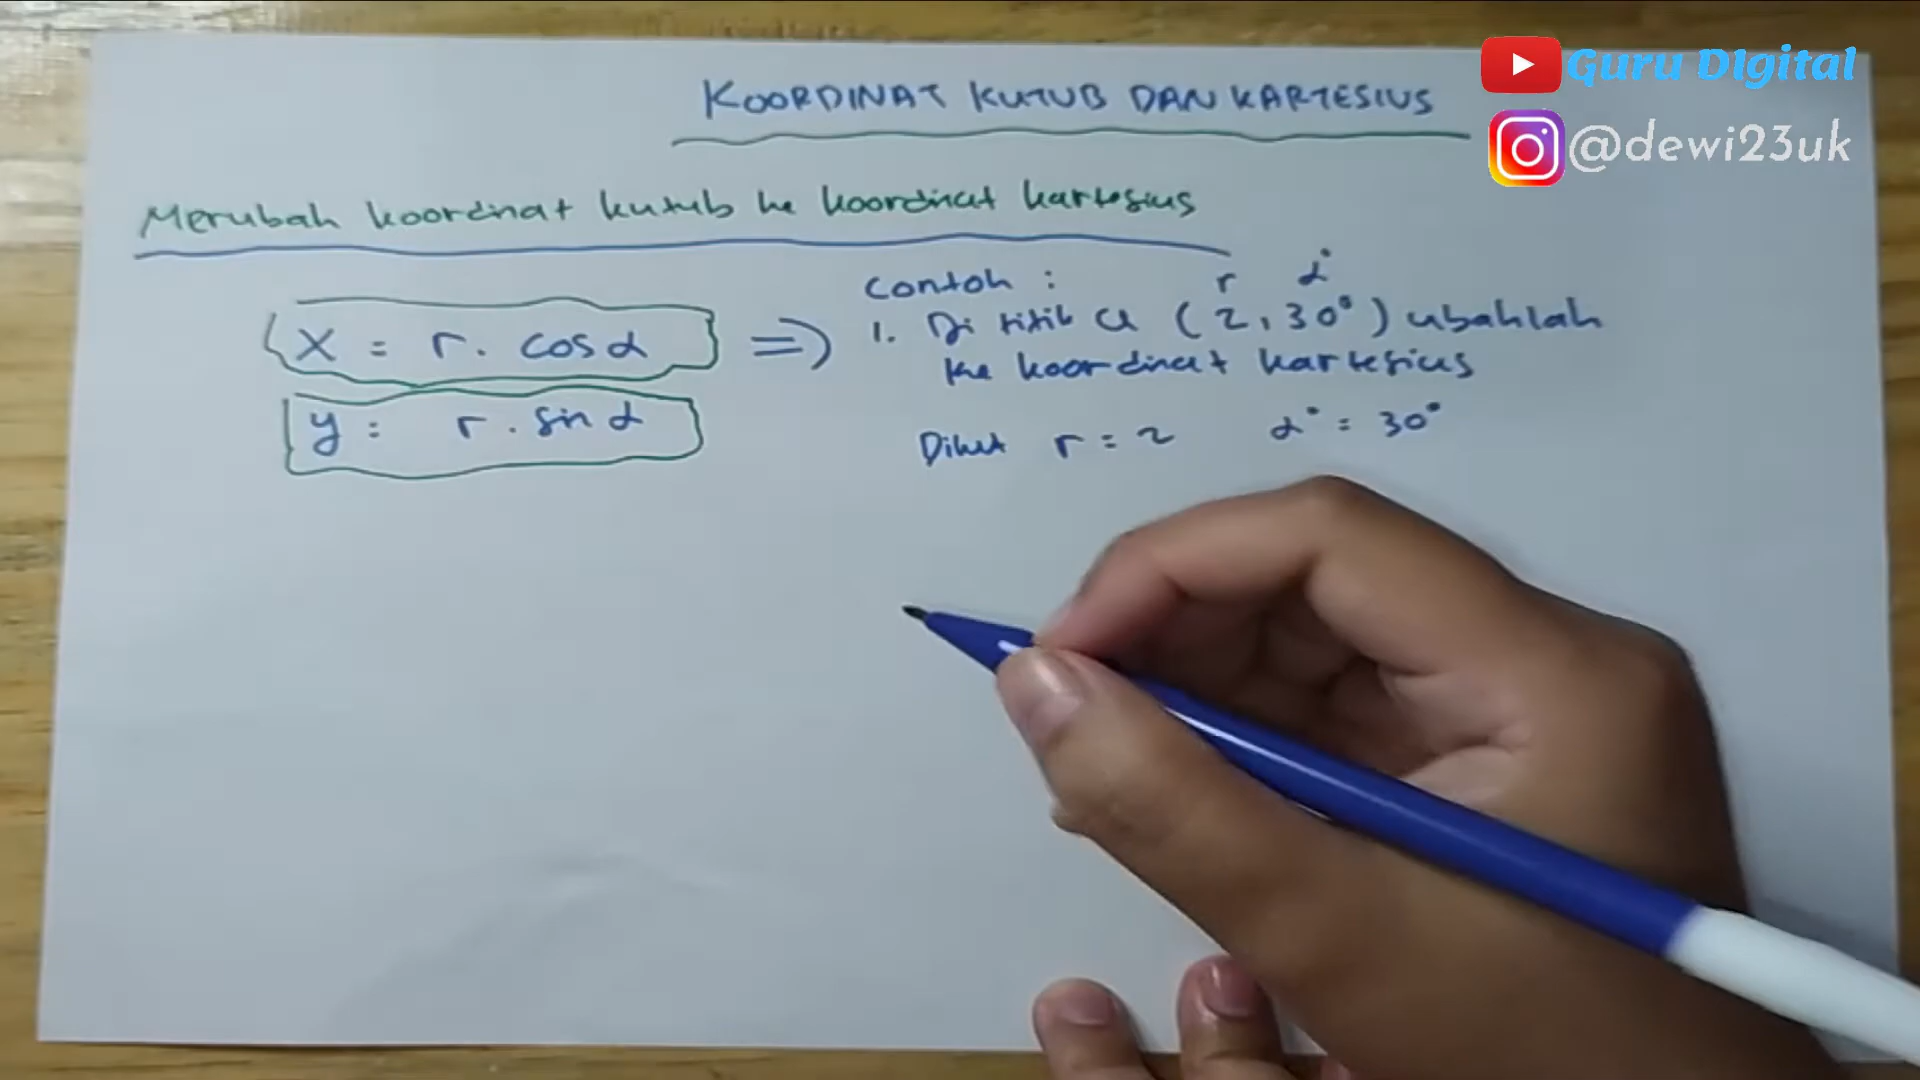 KOORDINAT KUTUB DAN KARTESIUS
Guru DIgital
@dewi23uk
Merubah koordinat kutub ke koordinat kartesius
x = r. cos α
y = r. sin α
=>
Contoh :
r α°
1. Di titik a (2, 30°) ubahlah
ke koordinat kartesius
Diket r = 2 α° = 30°